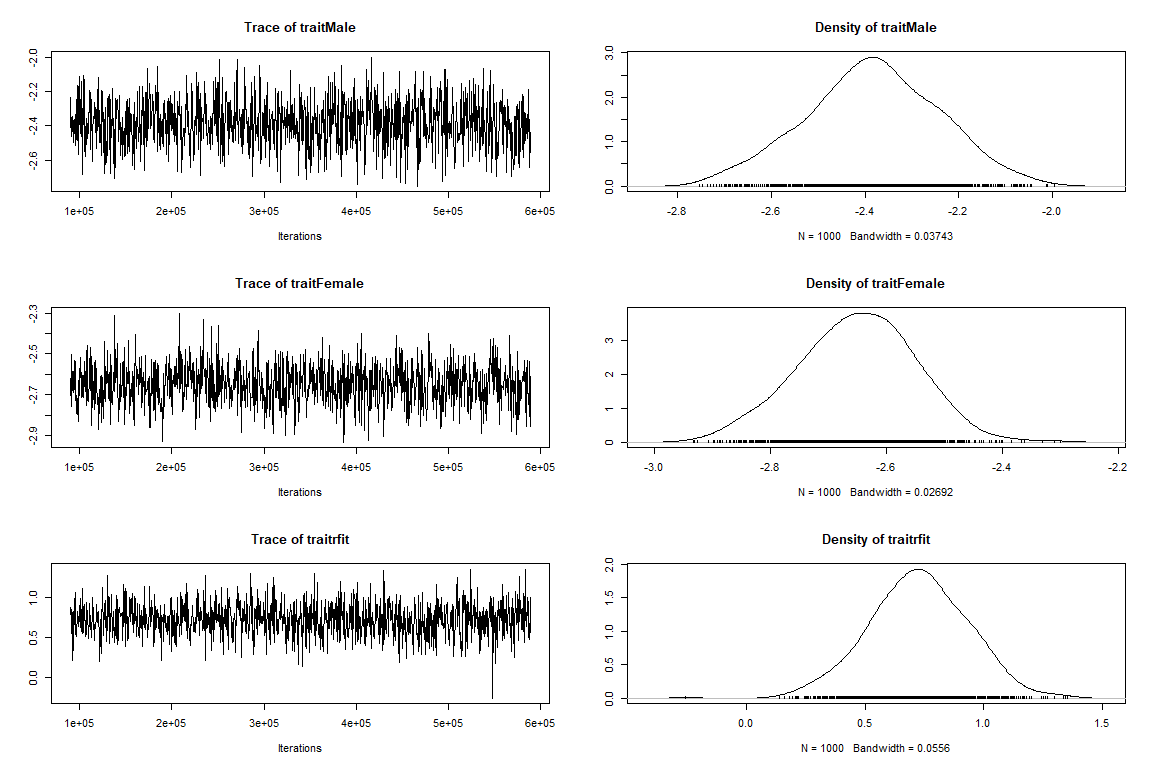 Trace of traitMale
-2.0
-2.2
-2.4
-2.6
1e+05 2e+05 3e+05 4e+05 5e+05 6e+05
Iterations
Density of traitMale
3.0
2.0
1.0
0.0
-2.8 -2.6 -2.4 -2.2 -2.0
N = 1000 Bandwidth = 0.03743
Trace of traitFemale
-2.3
-2.5
-2.7
-2.9
1e+05 2e+05 3e+05 4e+05 5e+05 6e+05
Iterations
Density of traitFemale
3
2
1
0
-3.0 -2.8 -2.6 -2.4 -2.2
N = 1000 Bandwidth = 0.02692
Trace of traitrfit
1.0
0.5
0.0
1e+05 2e+05 3e+05 4e+05 5e+05 6e+05
Iterations
Density of traitrfit
2.0
1.5
1.0
0.5
0.0
0.0 0.5 1.0 1.5
N = 1000 Bandwidth = 0.0556